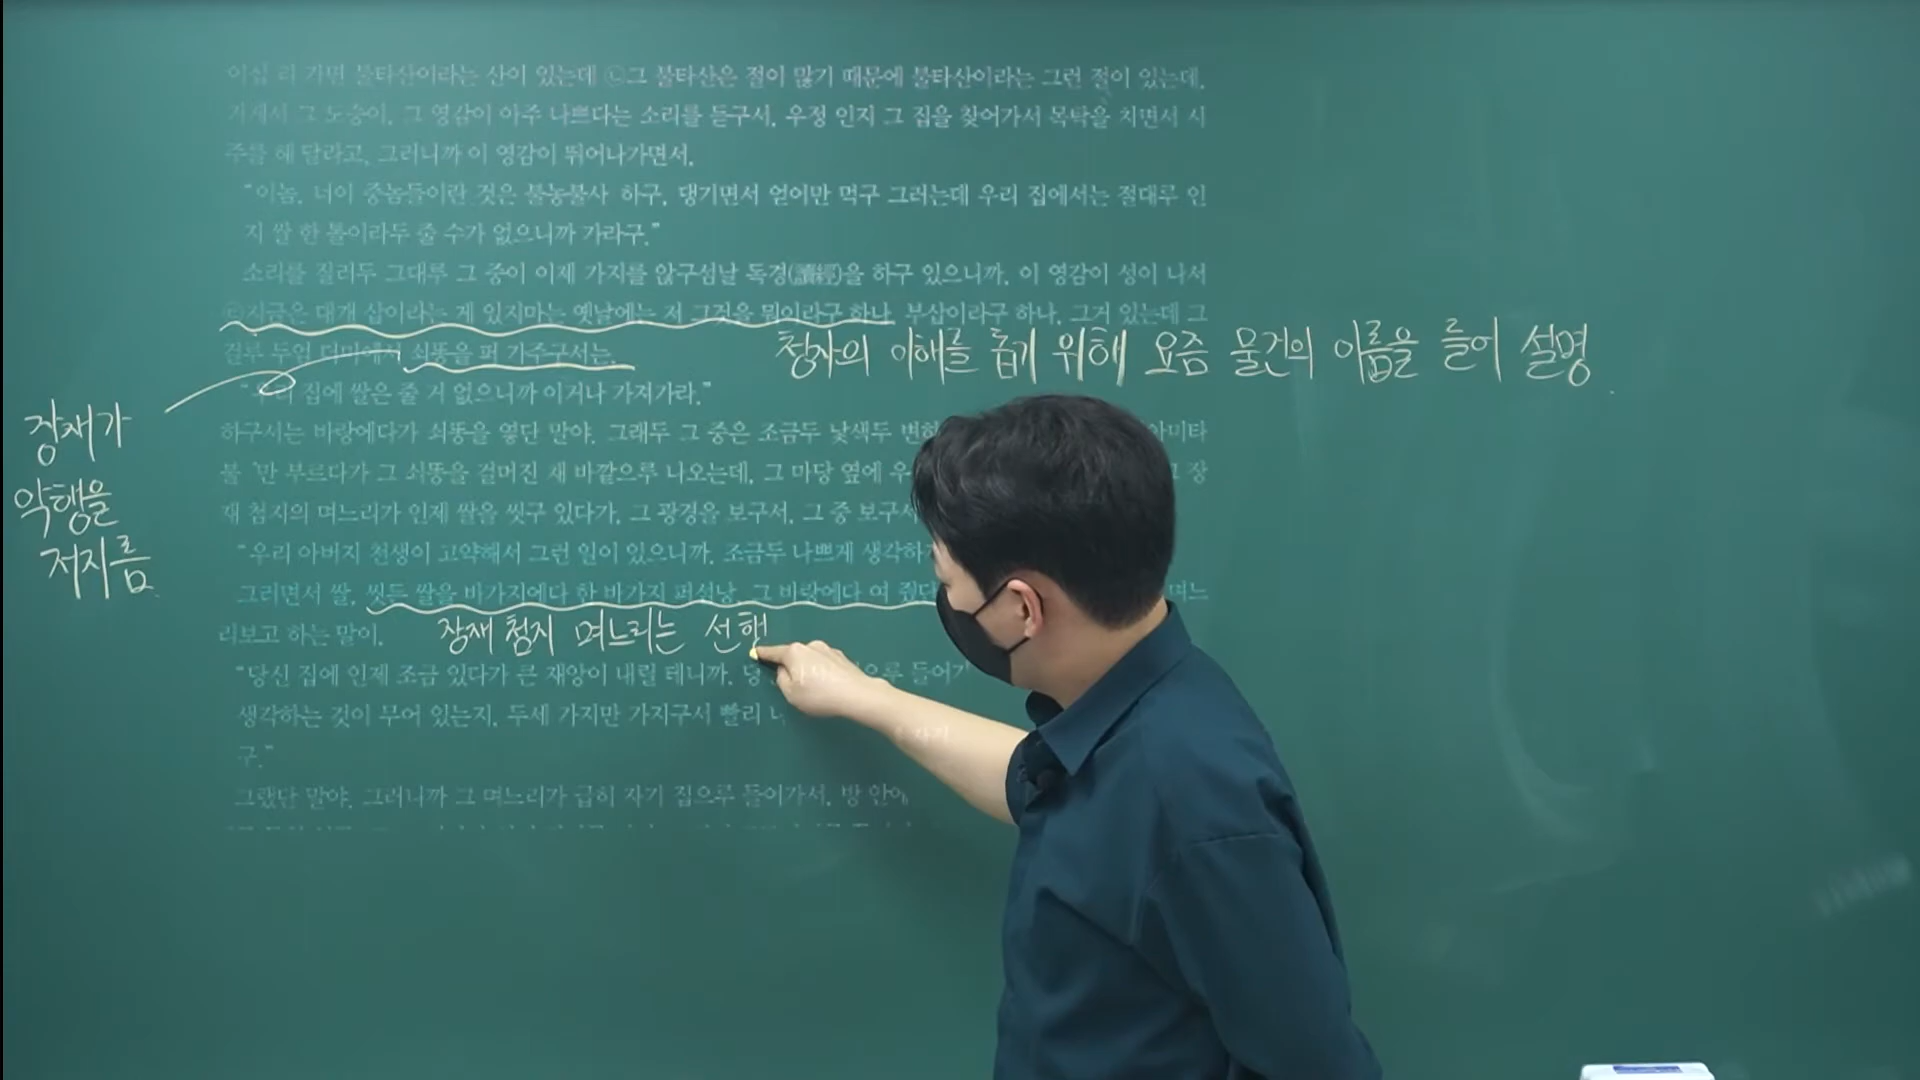 이십 리 가면 불타산이라는 산이 있는데 ㉡그 불타산은 절이 많기 때문에 불타산이라는 그런 절이 있는데,
거재서 그 도승이, 그 영감이 아주 나쁘다는 소리를 듣구서, 우정 인지 그 집을 찾어가서 목탁을 치면서 시
주를 해 달라고, 그러니까 이 영감이 뛰어나가면서,
"이놈, 너이 중놈들이란 것은 불농불사 하구, 댕기면서 얻어만 먹구 그러는데 우리 집에서는 절대루 인
지 쌀 한 톨이라두 줄 수가 없으니까 가라구."
소리를 질러두 그대루 그 중이 이제 가지를 않구섬날 독경(讀經)을 하구 있으니까, 이 영감이 성이 나서
㉢지금은 대개 삽이라는 게 있지마는 옛날에는 저 그것을 뭐이라구 하나, 부삽이라구 하나, 그거 있는데 그
걸루 두엄 더미에서 쇠똥을 퍼 가주구서는,
청자의 이해를 돕기 위해 요즘 물건의 이름을 들어 설명
"우리 집에 쌀은 줄 거 없으니까 이거나 가져가라."
장재가
악행을
저지름
하구서는 바랑에다가 쇠똥을 옇단 말야. 그래두 그 중은 조금두 낯색두 변하 아미타
불'만 부르다가 그 쇠똥을 걸머진 채 바깥으루 나오는데, 그 마당 옆에 우 그 장
재 첨지의 며느리가 인제 쌀을 씻구 있다가, 그 광경을 보구서, 그 중 보구서
"우리 아버지 천생이 고약해서 그런 일이 있으니까, 조금두 나쁘게 생각하
그러면서 쌀, 씻든 쌀을 바가지에다 한 바가지 퍼섬낭, 그 바랑에다 여 줬단 며느
리보고 하는 말이,
장재 첨지 며느리는 선행
"당신 집에 인제 조금 있다가 큰 재앙이 내릴 테니까, 당 으루 들어가
생각하는 것이 무어 있는지, 두세 가지만 가지구서 빨리 나
구."
그랬단 말야. 그러니까 그 며느리가 급히 자기 집으루 들어가서, 방 안에